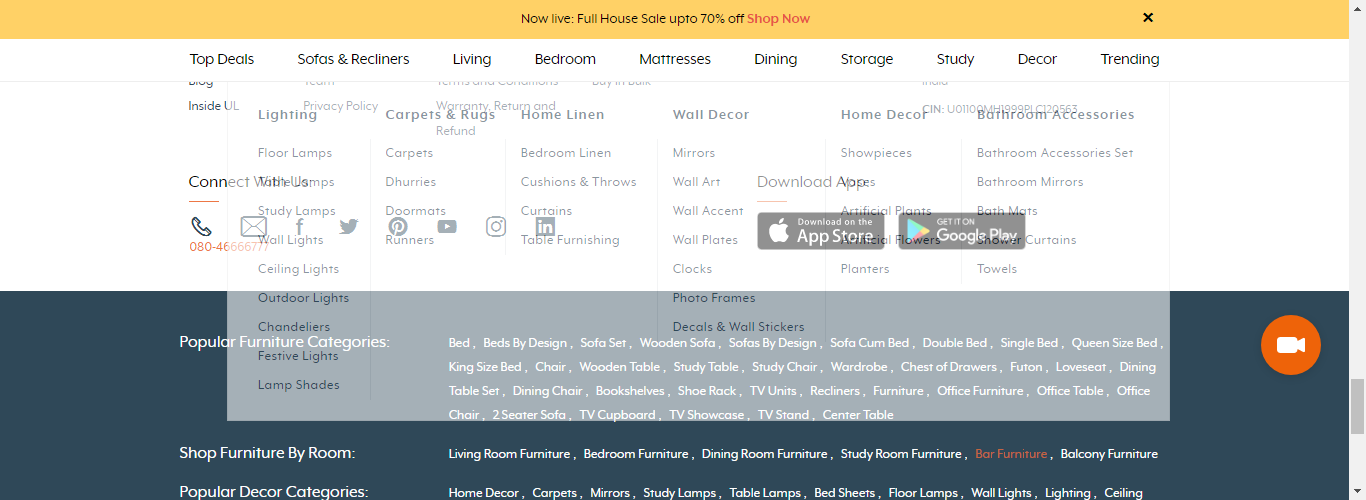 Now live: Full House Sale upto 70% off Shop Now ✕
Top Deals Sofas & Recliners Living Bedroom Mattresses Dining Storage Study Decor Trending
Blog Team Terms and Conditions Buy In Bulk India
Inside UL Privacy Policy Warranty, Return and Refund CIN: U01100MH1999PLC120563
Lighting Carpets & Rugs Home Linen Wall Decor Home Decor Bathroom Accessories
Floor Lamps Carpets Bedroom Linen Mirrors Showpieces Bathroom Accessories Set
Table Lamps Dhurries Cushions & Throws Wall Art Vases Bathroom Mirrors
Connect With Us: Download App:
Study Lamps Doormats Curtains Wall Accent Artificial Plants Bath Mats
Download on the App Store GET IT ON Google Play
Wall Lights Runners Table Furnishing Wall Plates Artificial Flowers Shower Curtains
080-46666777
Ceiling Lights Clocks Planters Towels
Outdoor Lights Photo Frames
Chandeliers Decals & Wall Stickers
Festive Lights
Lamp Shades
Popular Furniture Categories: Bed , Beds By Design , Sofa Set , Wooden Sofa , Sofas By Design , Sofa Cum Bed , Double Bed , Single Bed , Queen Size Bed ,
King Size Bed , Chair , Wooden Table , Study Table , Study Chair , Wardrobe , Chest of Drawers , Futon , Loveseat , Dining
Table Set , Dining Chair , Bookshelves , Shoe Rack , TV Units , Recliners , Furniture , Office Furniture , Office Table , Office
Chair , 2 Seater Sofa , TV Cupboard , TV Showcase , TV Stand , Center Table
Shop Furniture By Room: Living Room Furniture , Bedroom Furniture , Dining Room Furniture , Study Room Furniture , Bar Furniture , Balcony Furniture
Popular Decor Categories: Home Decor , Carpets , Mirrors , Study Lamps , Table Lamps , Bed Sheets , Floor Lamps , Wall Lights , Lighting , Ceiling